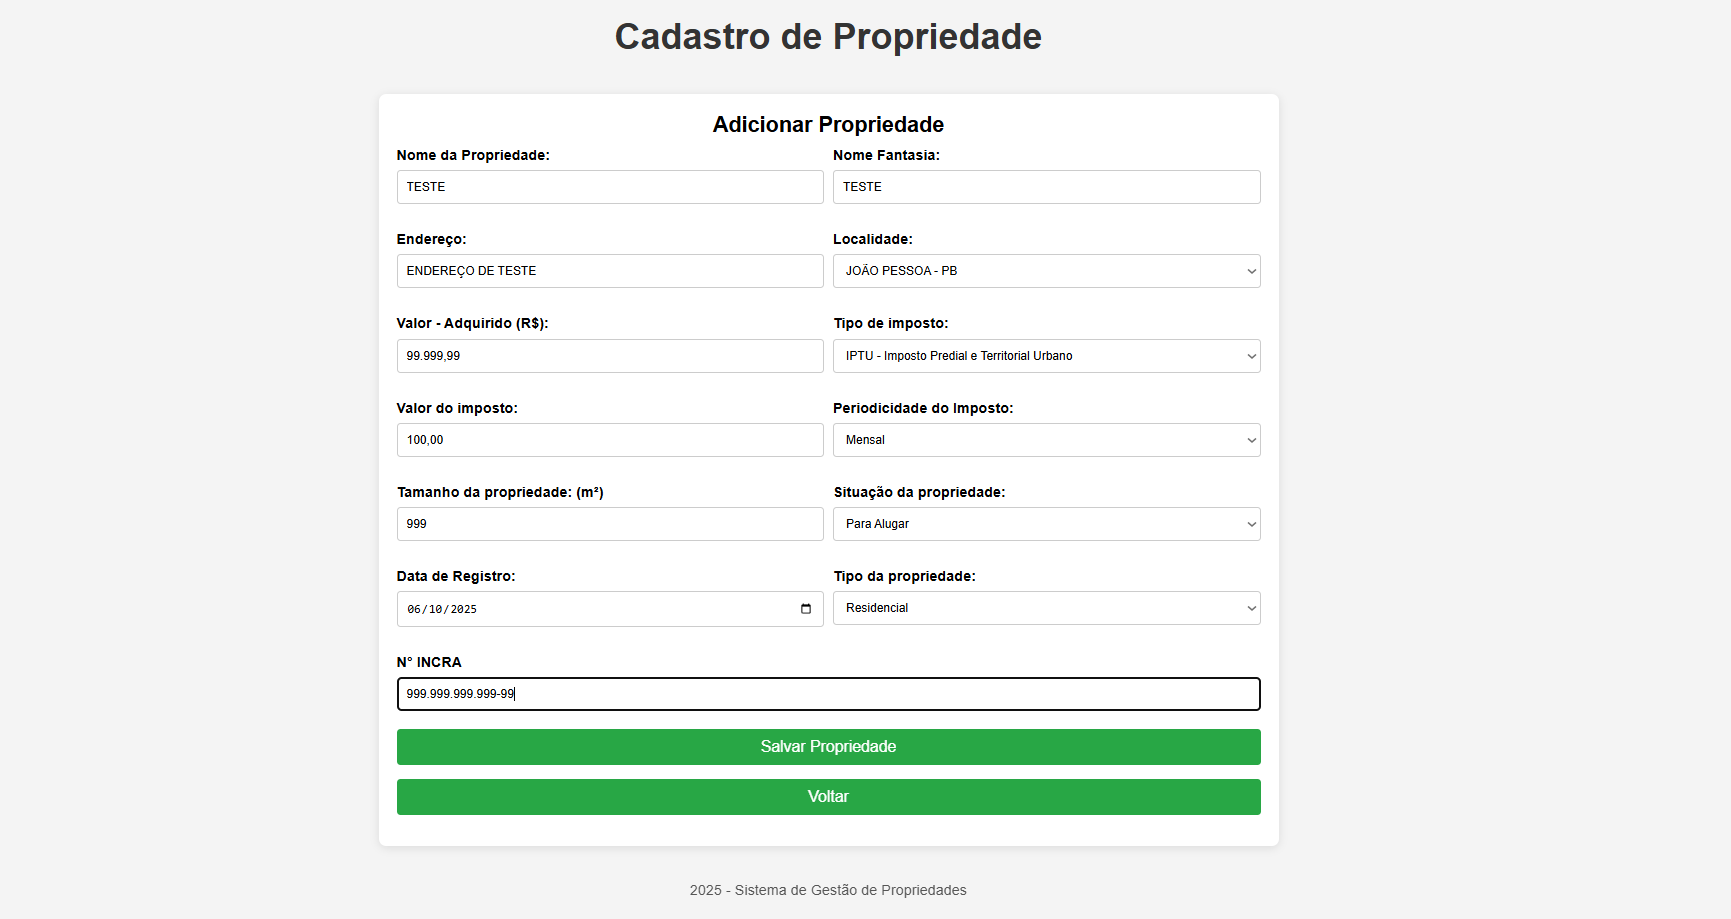 Cadastro de Propriedade
Adicionar Propriedade
Nome da Propriedade:
Nome Fantasia:
TESTE
TESTE
Endereço:
Localidade:
ENDEREÇO DE TESTE
JOÃO PESSOA - PB
Valor - Adquirido (R$):
Tipo de imposto:
99.999,99
IPTU - Imposto Predial e Territorial Urbano
Valor do imposto:
Periodicidade do Imposto:
100,00
Mensal
Tamanho da propriedade: (m²)
Situação da propriedade:
999
Para Alugar
Data de Registro:
Tipo da propriedade:
06/10/2025
Residencial
N° INCRA
999.999.999.999-99
Salvar Propriedade
Voltar
2025 - Sistema de Gestão de Propriedades